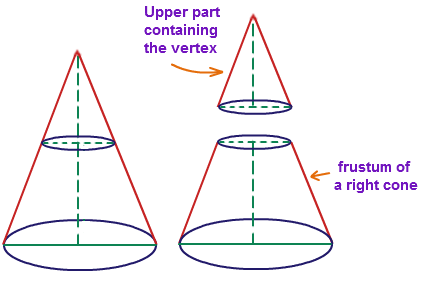 Upper part
containing
the vertex
frustum of
a right cone